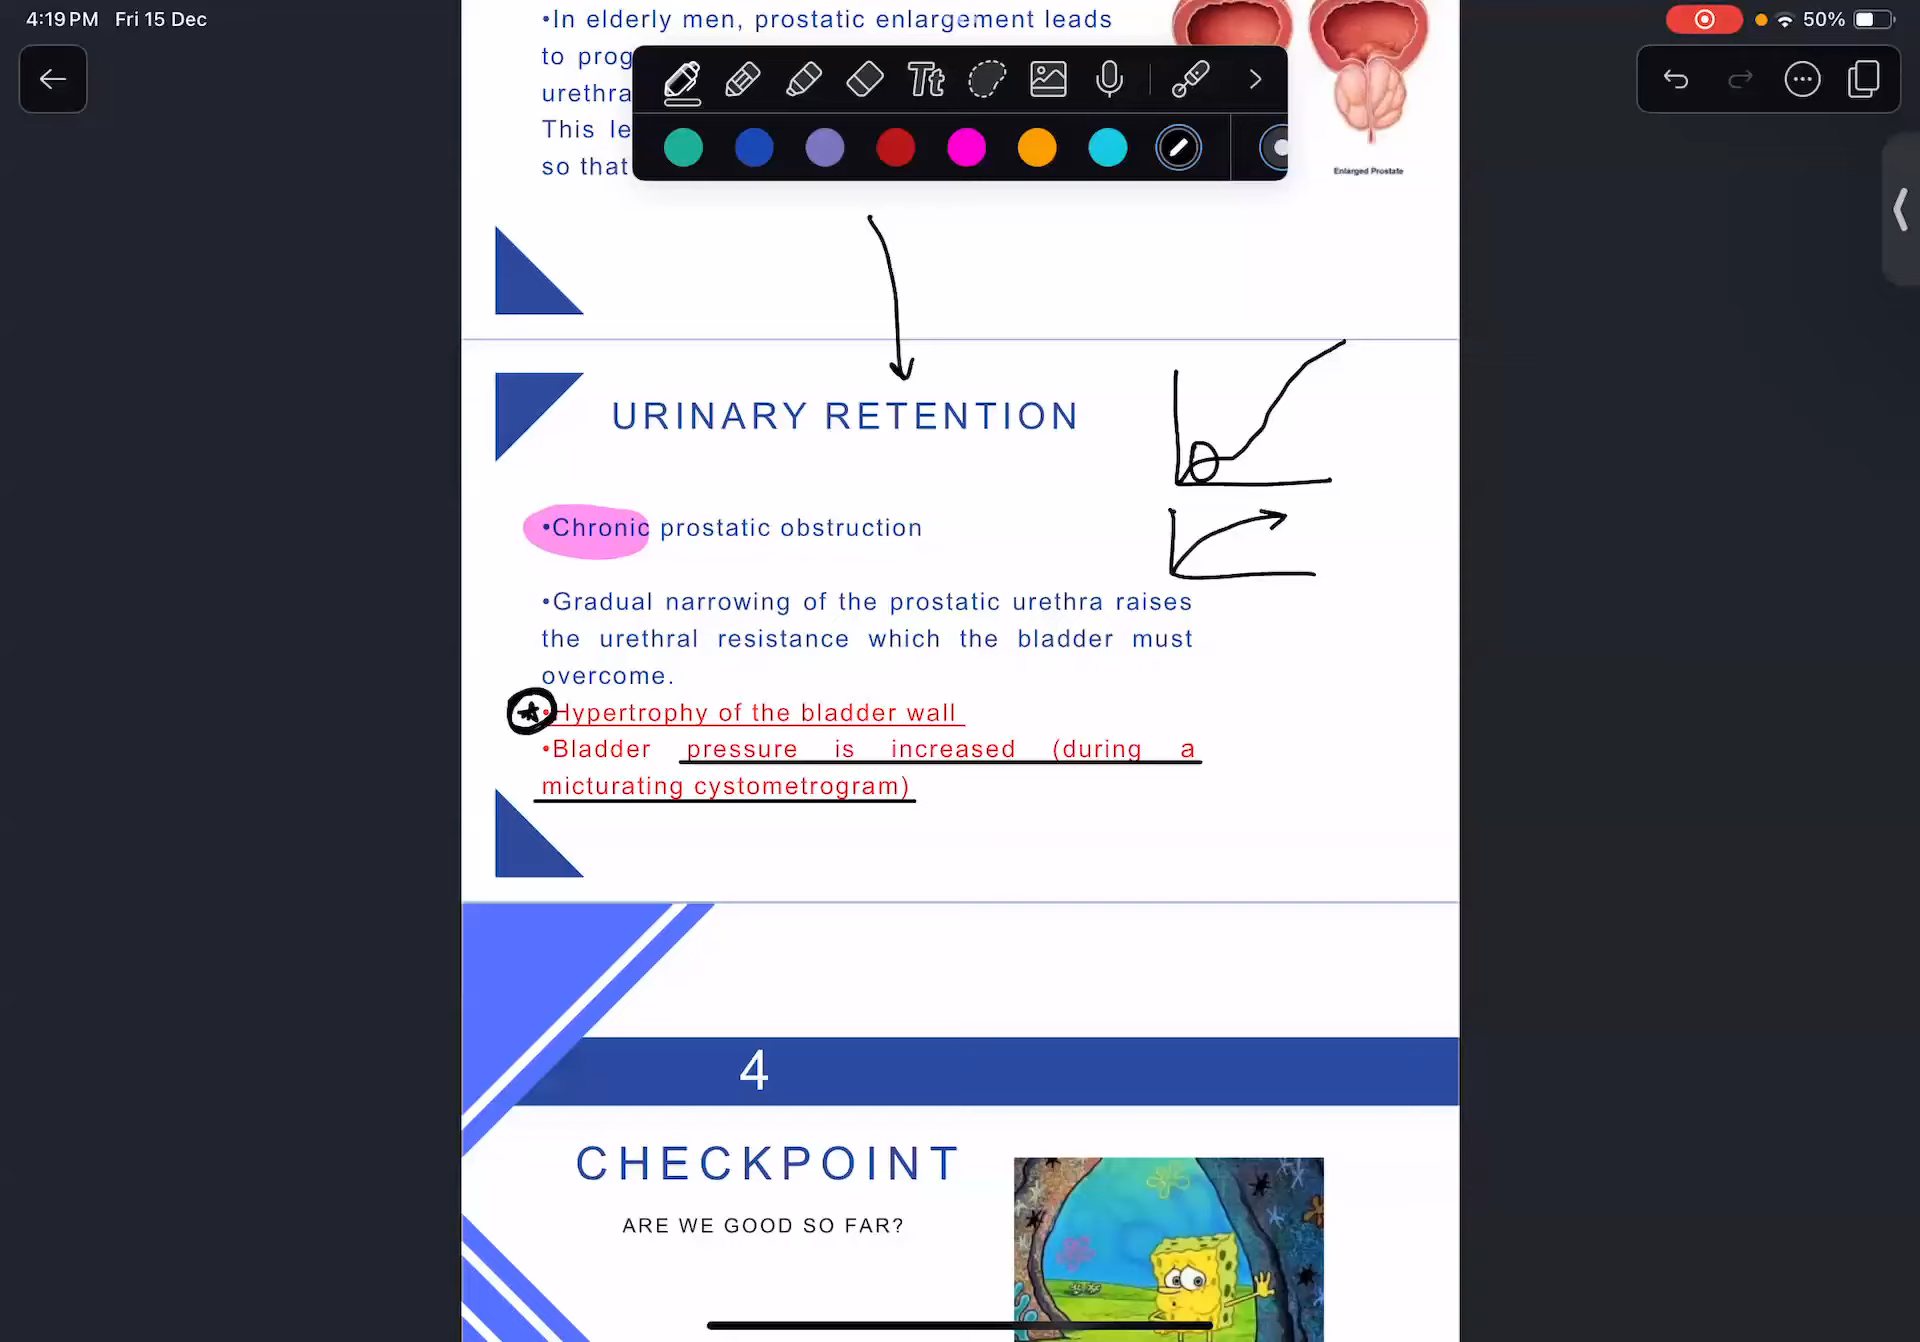 4:19 PM Fri 15 Dec
50%
•In elderly men, prostatic enlargement leads
to prog
urethra
This le
so that
Tt
Enlarged Prostate
URINARY RETENTION
•Chronic prostatic obstruction
•Gradual narrowing of the prostatic urethra raises
the urethral resistance which the bladder must
overcome.
•Hypertrophy of the bladder wall
•Bladder pressure is increased (during a
micturating cystometrogram)
4
CHECKPOINT
ARE WE GOOD SO FAR?